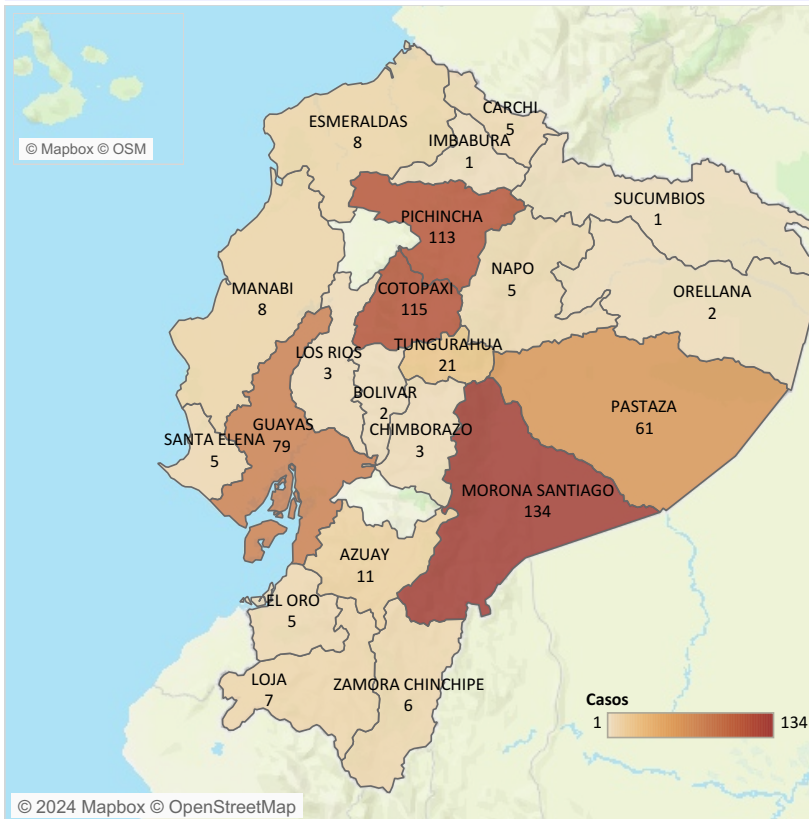 © Mapbox © OSM
CARCHI
5
ESMERALDAS
8
IMBABURA
1
SUCUMBIOS
1
PICHINCHA
113
NAPO
5
MANABI
8
COTOPAXI
115
ORELLANA
2
TUNGURAHUA
21
LOS RIOS
3
BOLIVAR
2
PASTAZA
61
GUAYAS
79
CHIMBORAZO
3
SANTA ELENA
5
MORONA SANTIAGO
134
AZUAY
11
EL ORO
5
LOJA
7
ZAMORA CHINCHIPE
6
Casos
1 134
© 2024 Mapbox © OpenStreetMap